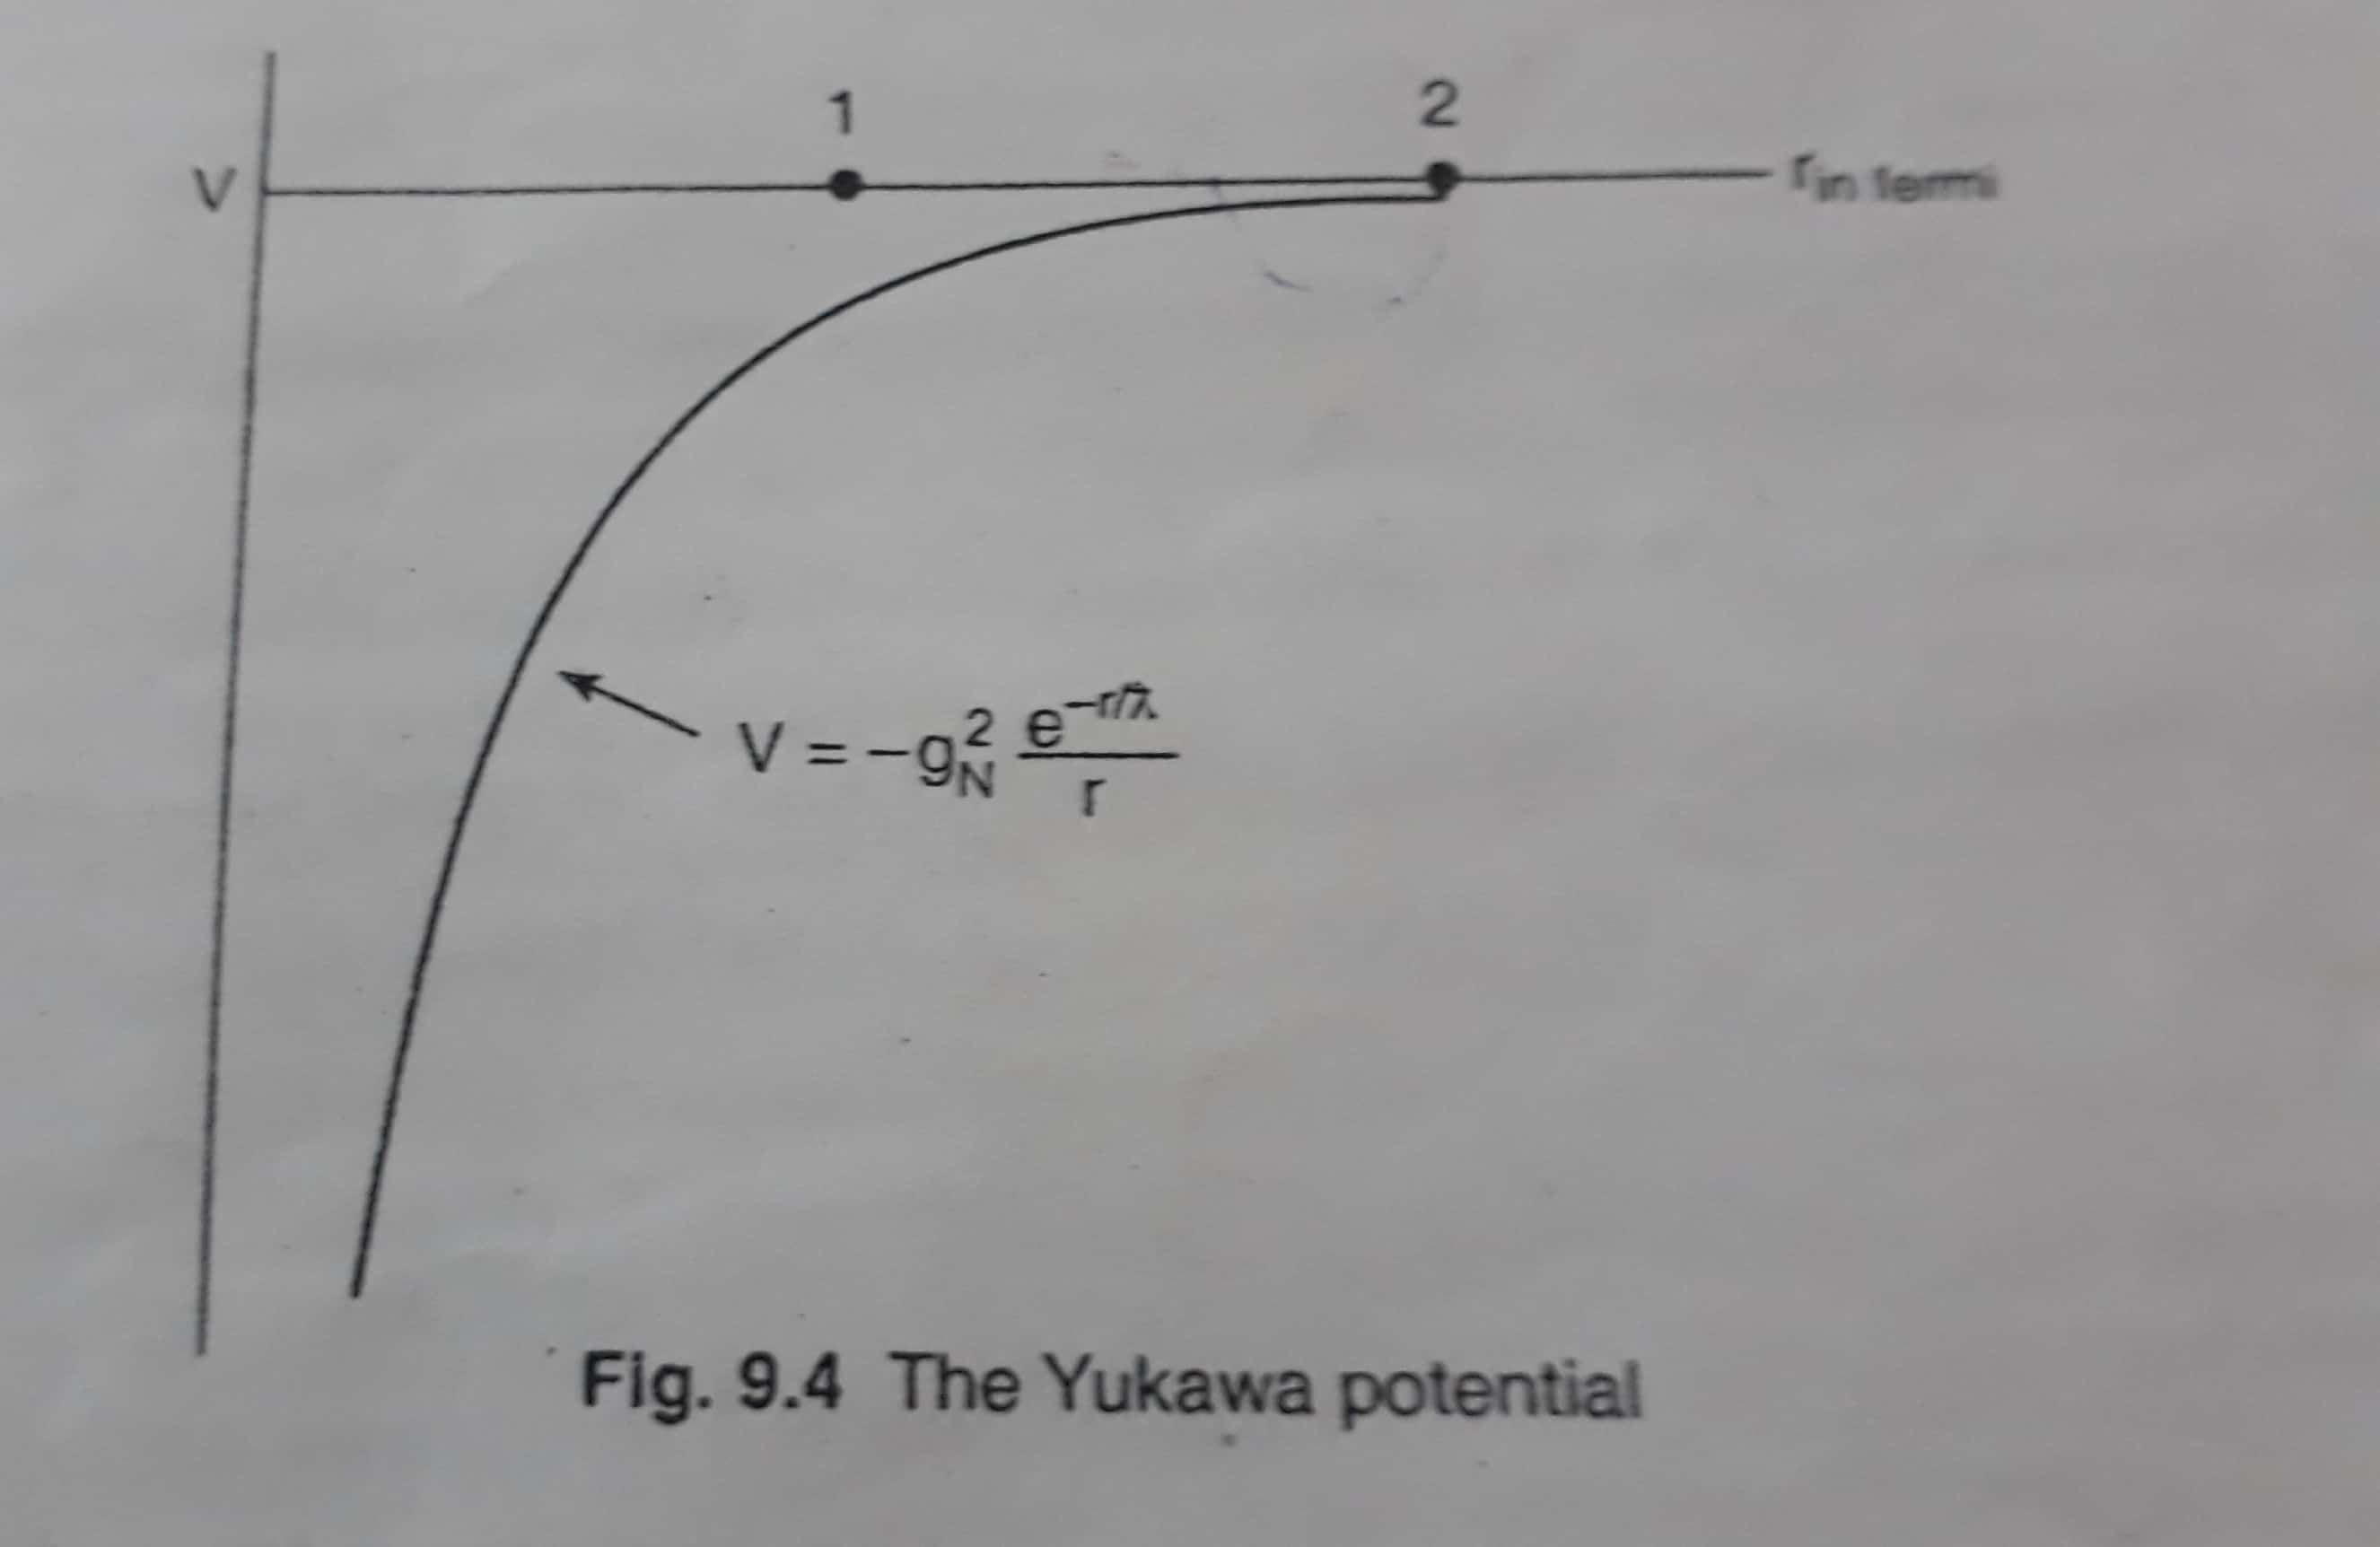 1
2
V
r in fermi
V = −g_N^2 e^{−r/ƛ} / r
Fig. 9.4 The Yukawa potential